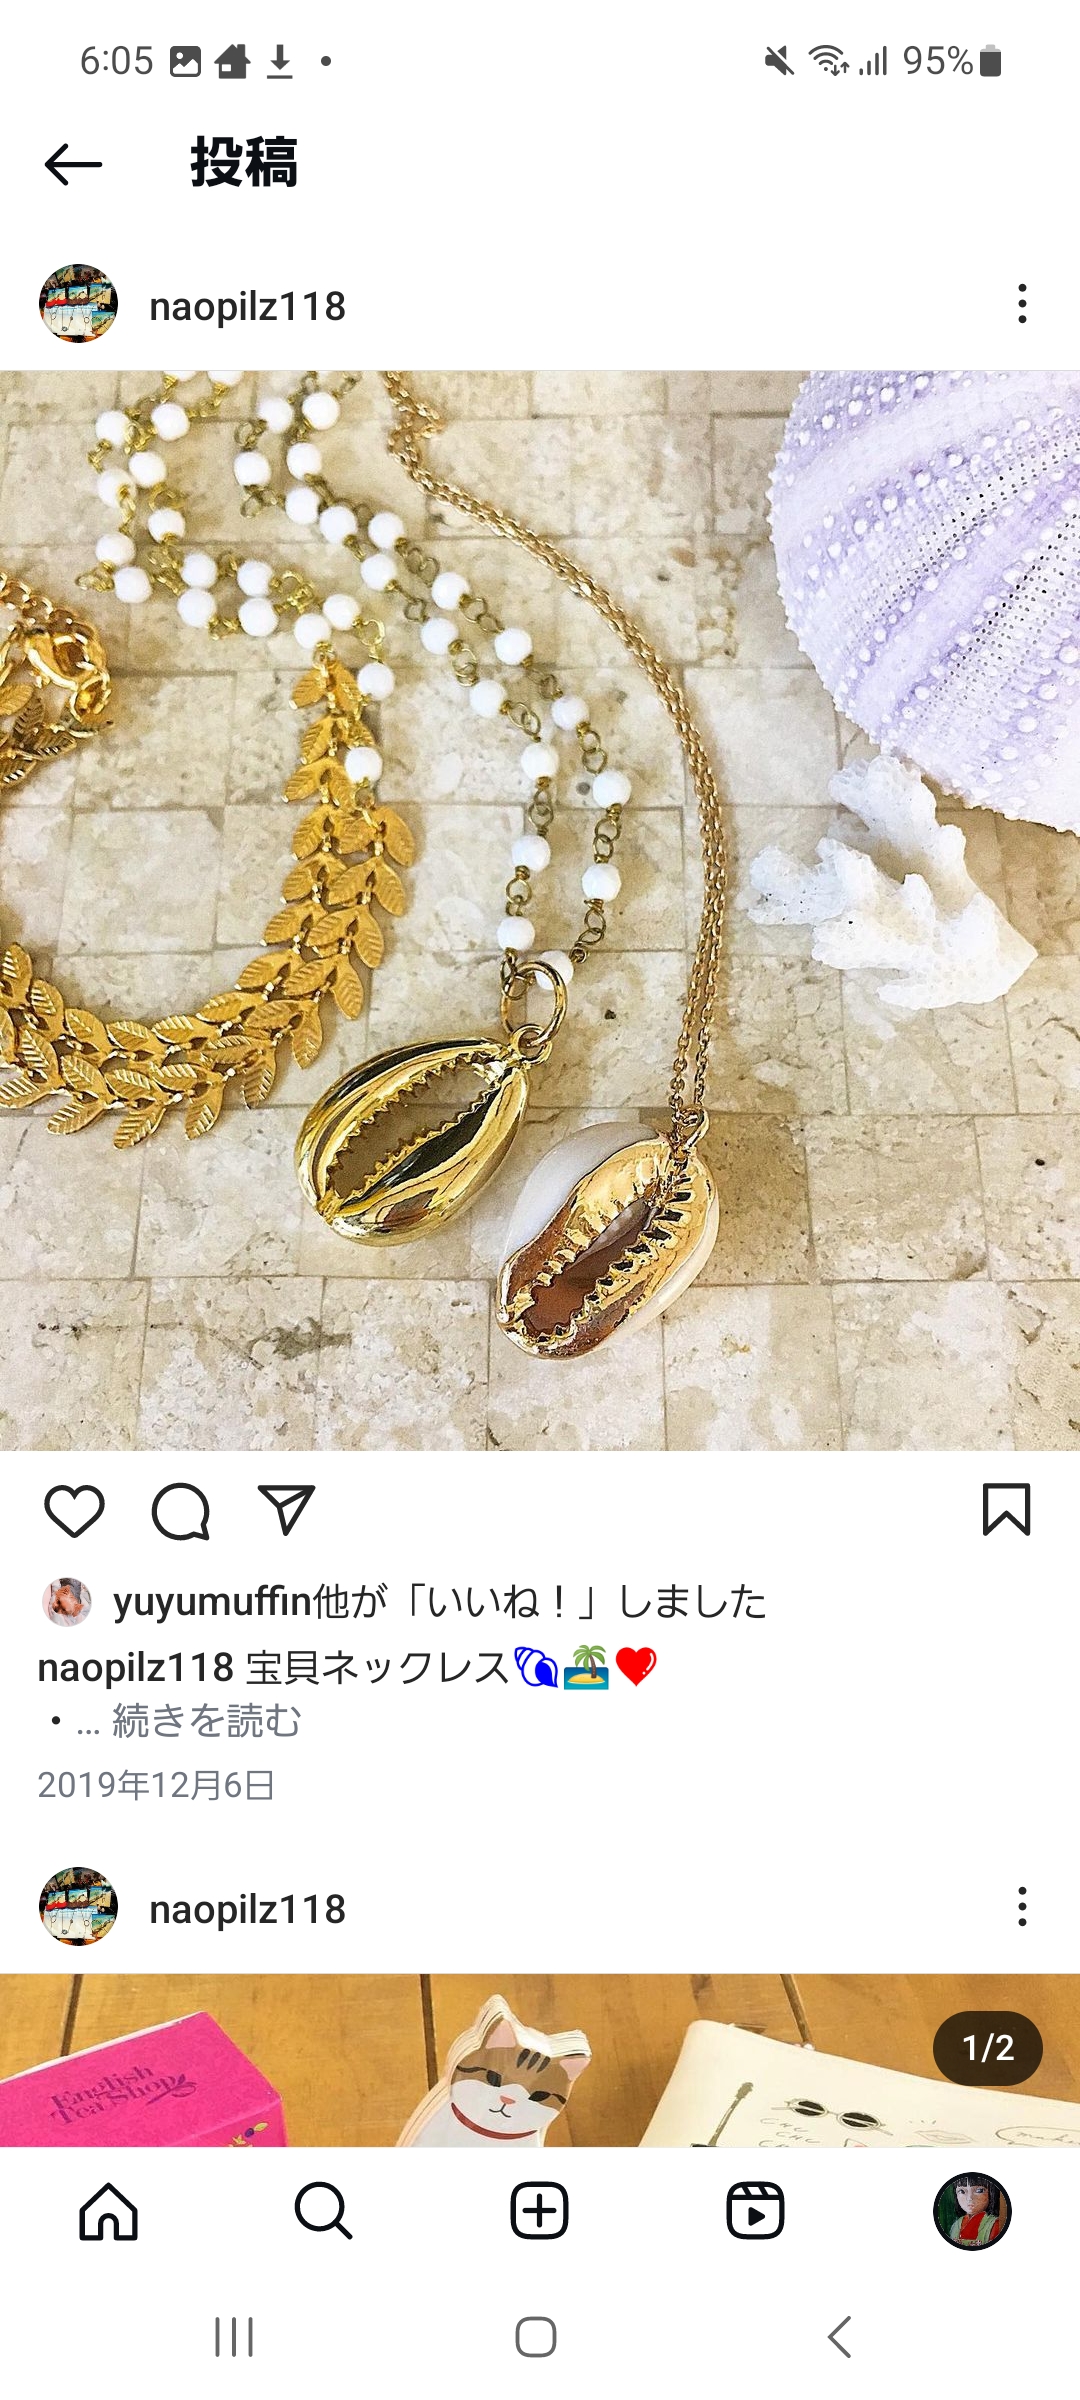 6:05 95%
投稿
naopilz118
yuyumuffin他が「いいね！」しました
naopilz118 宝貝ネックレス🐚🏝️❤️
・... 続きを読む
2019年12月6日
naopilz118
1/2
English
Tea Shop